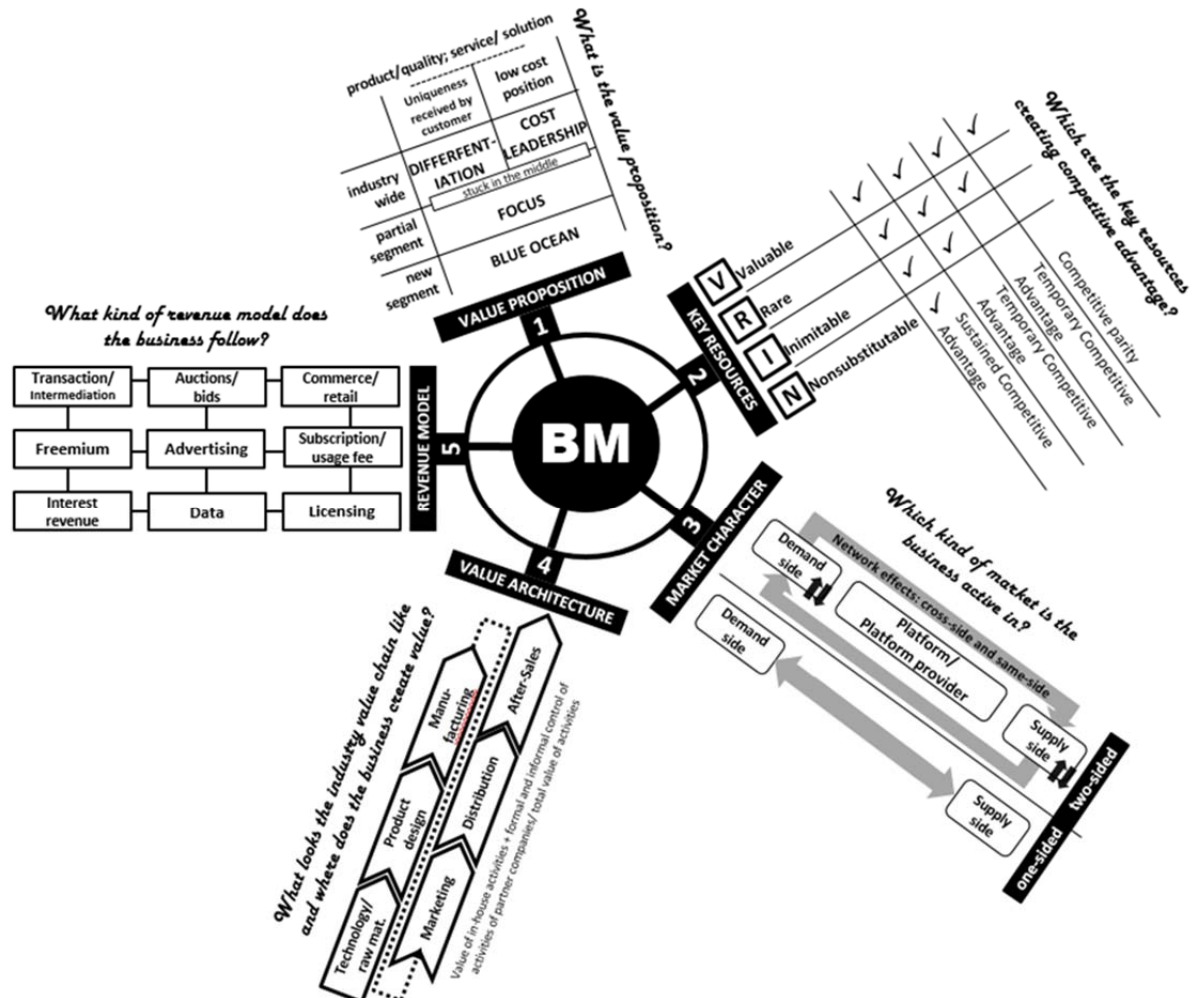 BM
1
VALUE PROPOSITION
What is the value proposition?
product/quality; service/ solution
Uniqueness
received by
customer
low cost
position
industry
wide
DIFFERFENT-
IATION
COST
LEADERSHIP
stuck in the middle
partial
segment
FOCUS
new
segment
BLUE OCEAN
2
KEY RESOURCES
Which are the key resources
creating competitive advantage?
V
Valuable
R
Rare
I
Inimitable
N
Nonsubstitutable
Competitive parity
Temporary Competitive
Advantage
Temporary Competitive
Advantage
Sustained Competitive
Advantage
3
MARKET CHARACTER
Which kind of market is the
business active in?
Network effects: cross-side and same-side
Demand
side
Platform/
Platform provider
Supply
side
Demand
side
Supply
side
one-sided
two-sided
4
VALUE ARCHITECTURE
What looks the industry value chain like
and where does the business create value?
Technology/
raw mat.
Product
design
Manu-
facturing
Marketing
Distribution
After-Sales
Value of in-house activities + formal and informal control of
activities of partner companies/ total value of activities
5
REVENUE MODEL
What kind of revenue model does
the business follow?
Transaction/
Intermediation
Auctions/
bids
Commerce/
retail
Freemium
Advertising
Subscription/
usage fee
Interest
revenue
Data
Licensing